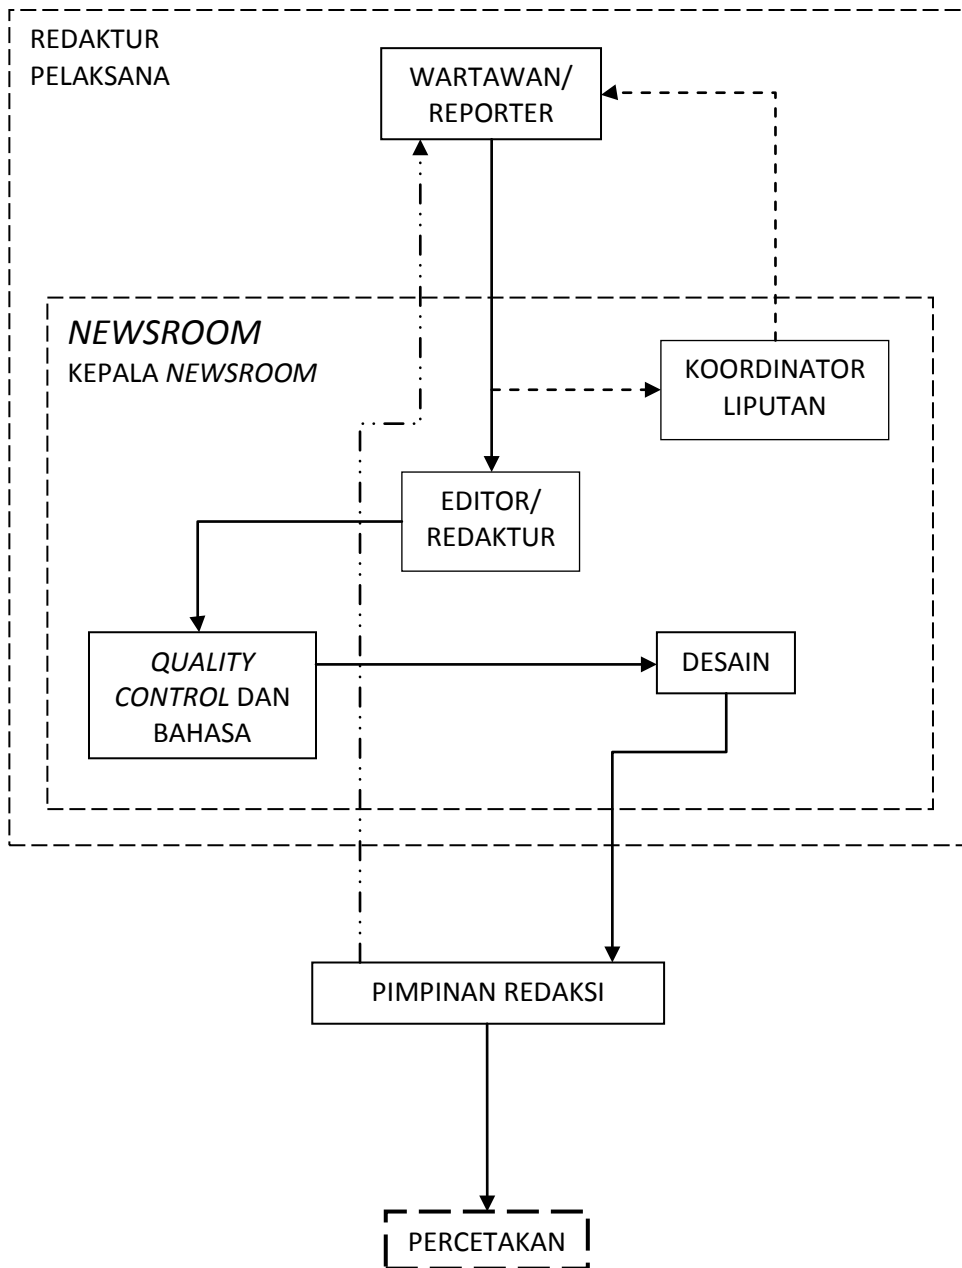 REDAKTUR
PELAKSANA
WARTAWAN/
REPORTER
NEWSROOM
KEPALA NEWSROOM
KOORDINATOR
LIPUTAN
EDITOR/
REDAKTUR
QUALITY
CONTROL DAN
BAHASA
DESAIN
PIMPINAN REDAKSI
PERCETAKAN